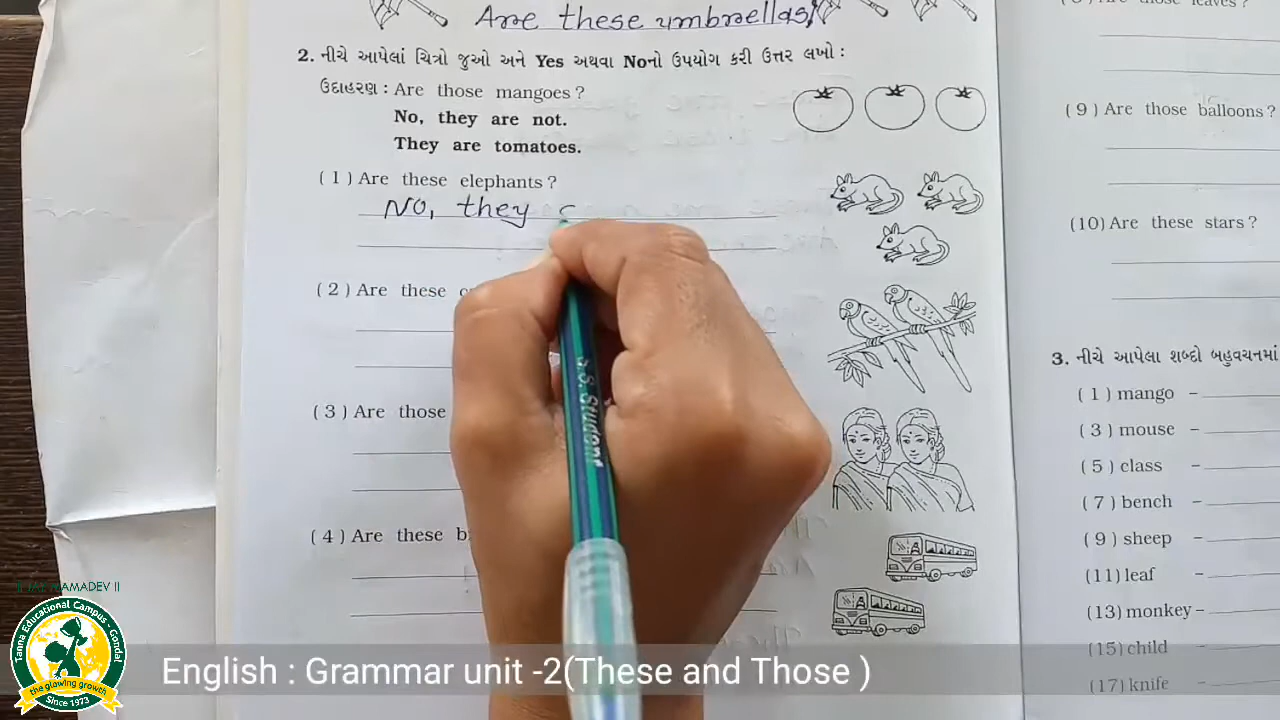 Are these umbrellas?
2. નીચે આપેલાં ચિત્રો જુઓ અને Yes અથવા Noનો ઉપયોગ કરી ઉત્તર લખો :
ઉદાહરણ : Are those mangoes ?
No, they are not.
They are tomatoes.
( 1 ) Are these elephants ?
NO, they
( 2 ) Are these
( 3 ) Are those
( 4 ) Are these b
Are those leaves ?
( 9 ) Are those balloons ?
(10) Are these stars ?
3. નીચે આપેલા શબ્દો બહુવચનમાં
( 1 ) mango –
( 3 ) mouse –
( 5 ) class –
( 7 ) bench –
( 9 ) sheep –
(11) leaf –
(13) monkey –
(15) child –
(17) knife –
S.S. Student
Tanna Educational Campus - Gondal
the glowing growth
Since 1973
English : Grammar unit -2(These and Those )